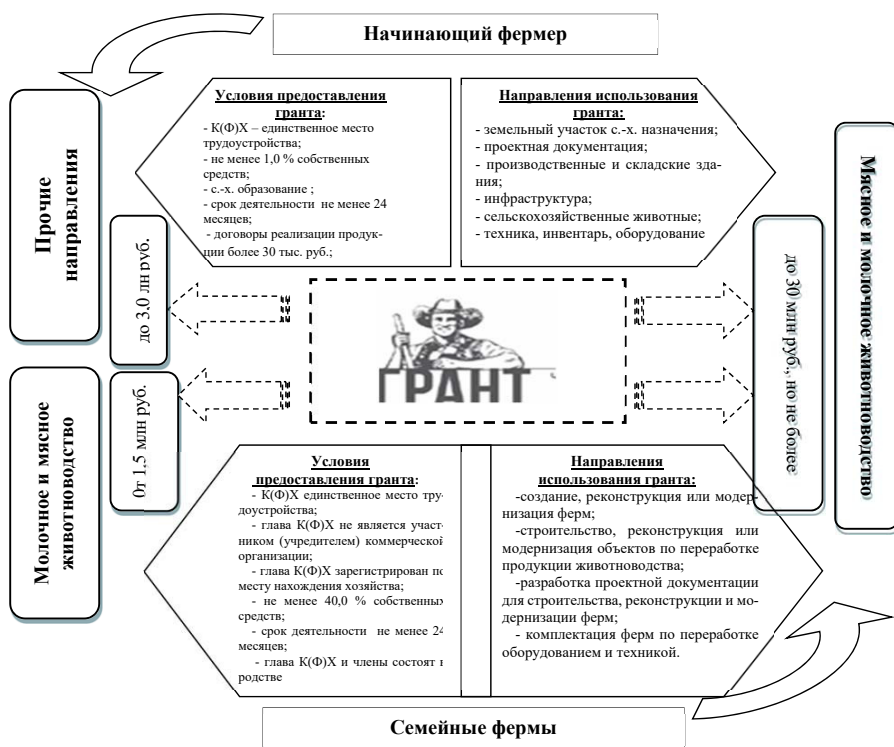 Начинающий фермер
Прочие
направления
Условия предоставления
гранта:
- К(Ф)Х – единственное место
трудоустройства;
- не менее 1,0 % собственных
средств;
- с.-х. образование ;
- срок деятельности не менее 24
месяцев;
- договоры реализации продук-
ции более 30 тыс. руб.;
Направления использования
гранта:
- земельный участок с.-х. назначения;
- проектная документация;
- производственные и складские зда-
ния;
- инфраструктура;
- сельскохозяйственные животные;
- техника, инвентарь, оборудование
Мясное и молочное животноводство
до 3,0 лн руб.
до 30 млн руб., но не более
ГРАНТ
Молочное и мясное
животноводство
От 1,5 млн руб.
Условия
предоставления гранта:
- К(Ф)Х единственное место тру-
доустройства;
- глава К(Ф)Х не является участ-
ником (учредителем) коммерческой
организации;
- глава К(Ф)Х зарегистрирован по
месту нахождения хозяйства;
- не менее 40,0 % собственных
средств;
- срок деятельности не менее 24
месяцев;
- глава К(Ф)Х и члены состоят в
родстве
Направления
использования гранта:
-создание, реконструкция или модер-
низация ферм;
-строительство, реконструкция или
модернизация объектов по переработке
продукции животноводства;
-разработка проектной документации
для строительства, реконструкции и мо-
дернизации ферм;
- комплектация ферм по переработке
оборудованием и техникой.
Семейные фермы